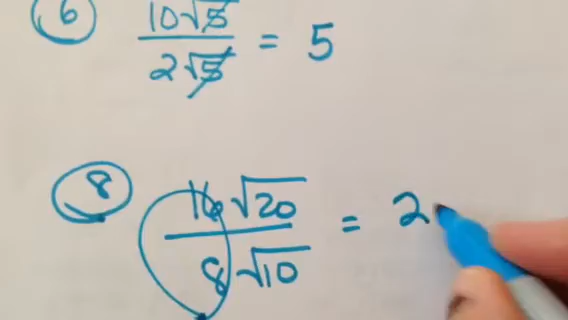 6 10√5 / 2√5 = 5
8 16√20 / 8√10 = 2